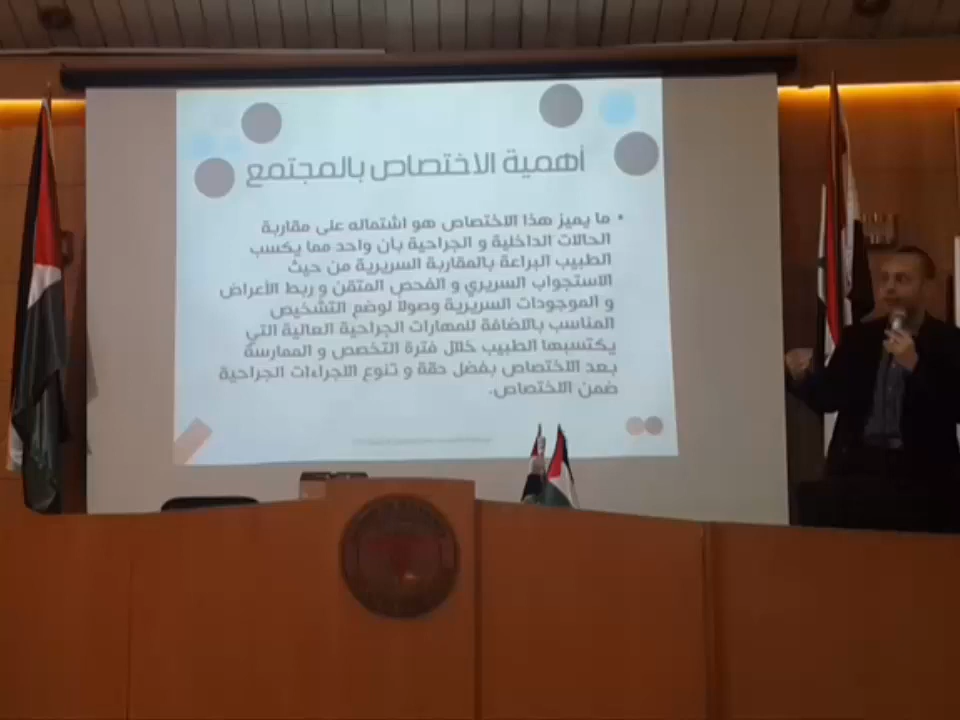 أهمية الاختصاص بالمجتمع
• ما يميز هذا الاختصاص هو اشتماله على مقاربة
الحالات الداخلية و الجراحية بأن واحد مما يكسب
الطبيب البراعة بالمقاربة السريرية من حيث
الاستجواب السريري و الفحص المتقن و ربط الأعراض
و الموجودات السريرية وصولا لوضع التشخيص
المناسب بالاضافة للمهارات الجراحية العالية التي
يكتسبها الطبيب خلال فترة التخصص و الممارسة
بعد الاختصاص بفضل دقة و تنوع الاجراءات الجراحية
ضمن الاختصاص.